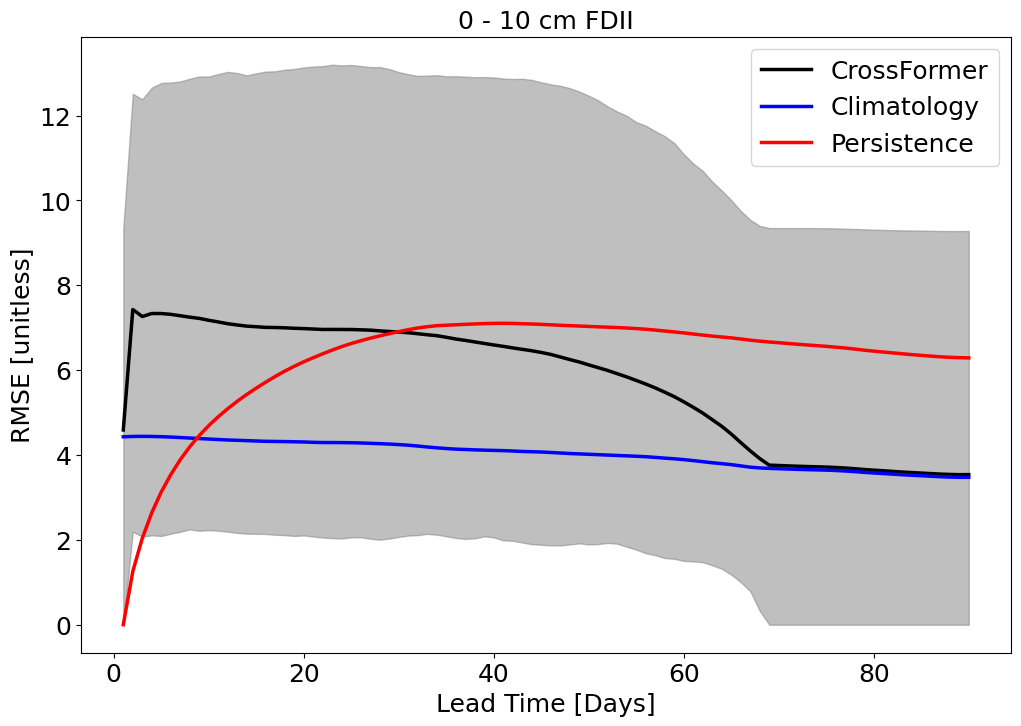 0 - 10 cm FDII
CrossFormer
Climatology
Persistence
RMSE [unitless]
12
10
8
6
4
2
0
0 20 40 60 80
Lead Time [Days]